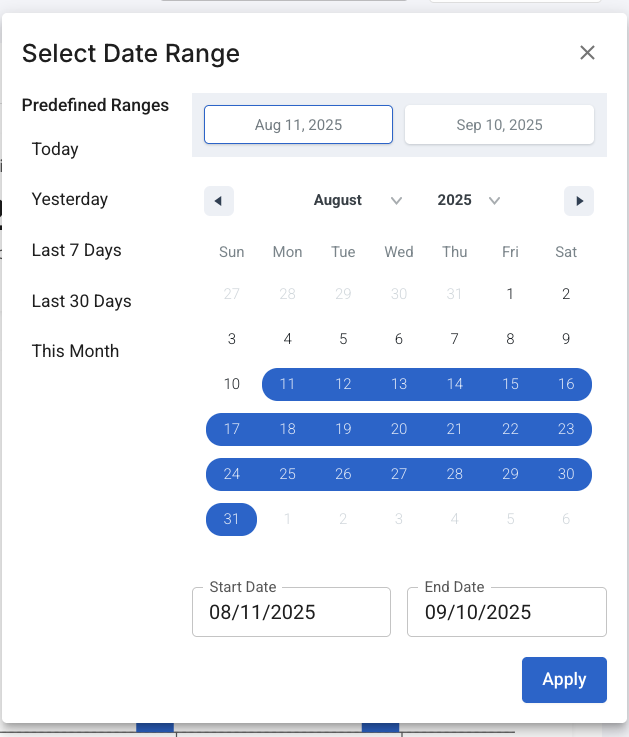 Select Date Range
Predefined Ranges
Today
Yesterday
Last 7 Days
Last 30 Days
This Month
Aug 11, 2025 Sep 10, 2025
August 2025
Sun Mon Tue Wed Thu Fri Sat
27 28 29 30 31 1 2
3 4 5 6 7 8 9
10 11 12 13 14 15 16
17 18 19 20 21 22 23
24 25 26 27 28 29 30
31 1 2 3 4 5 6
Start Date End Date
08/11/2025 09/10/2025
Apply